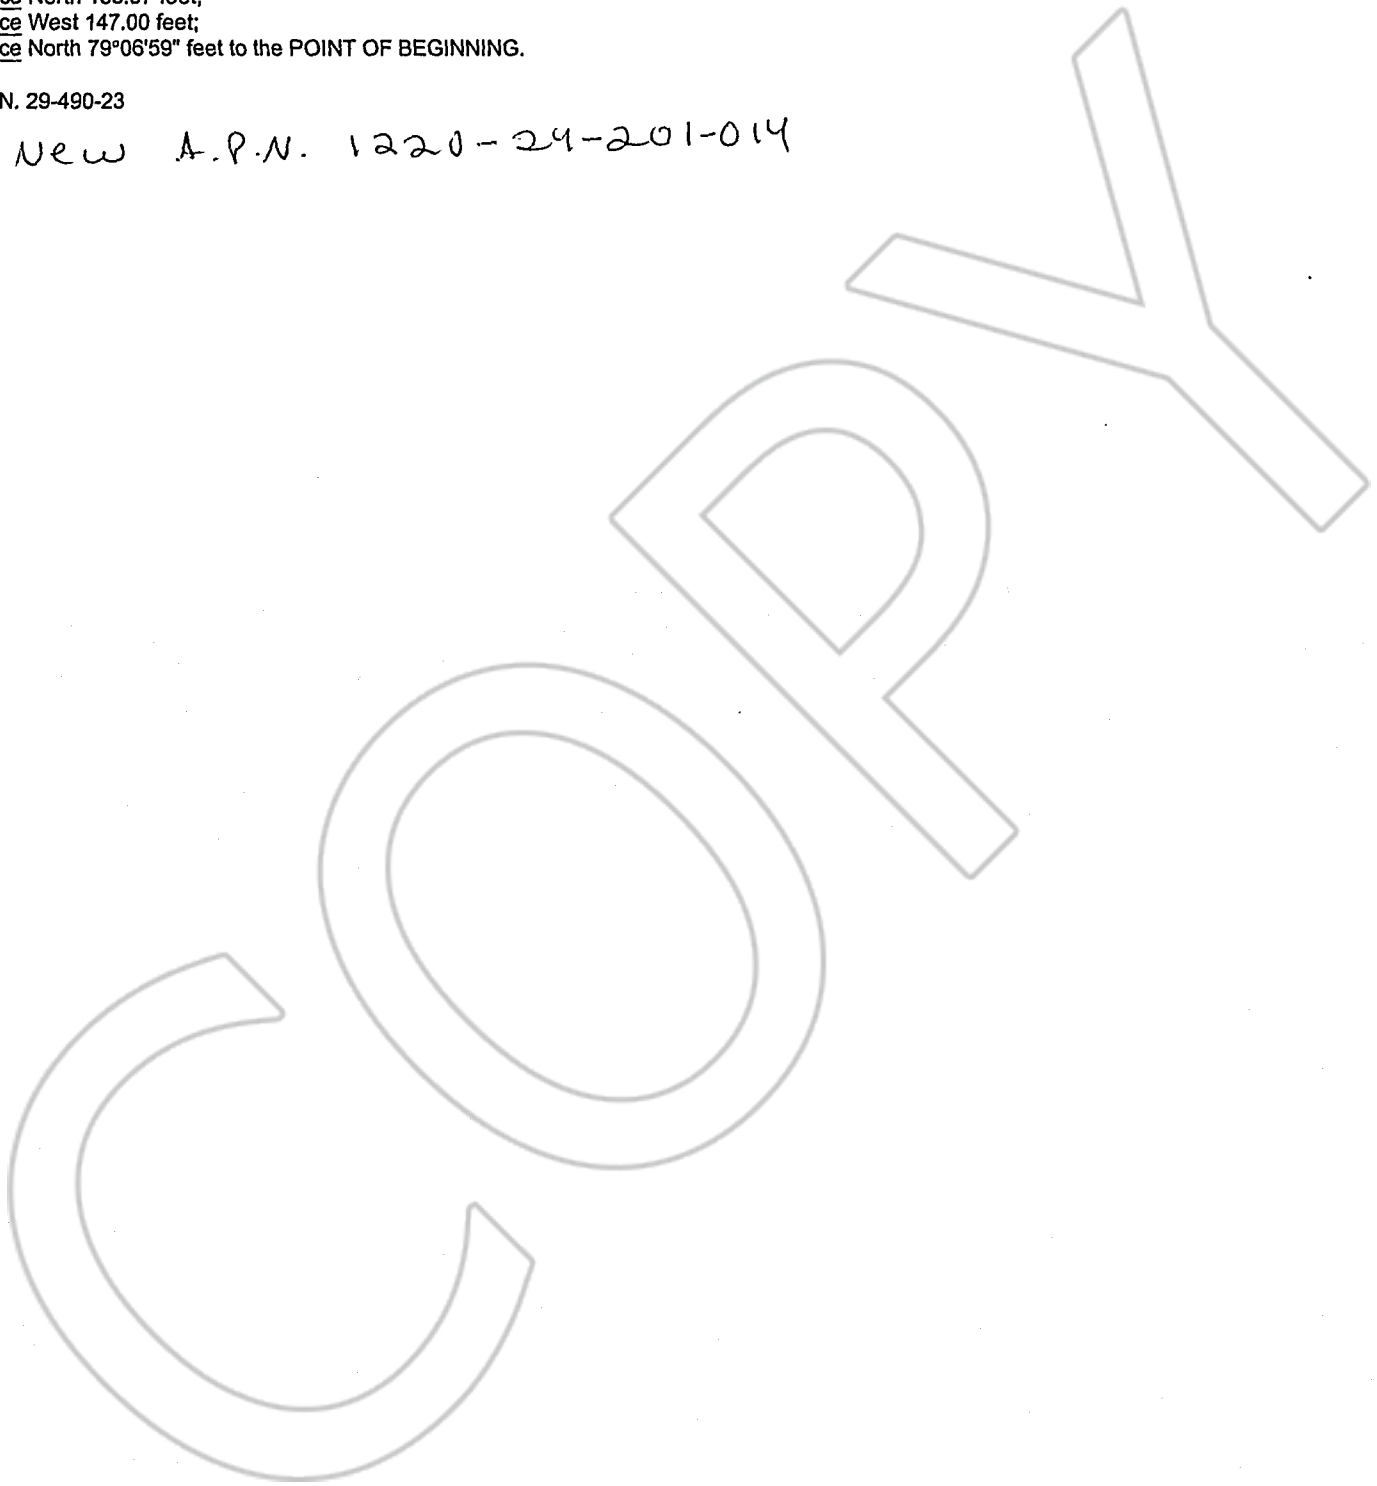 ce West 147.00 feet;
ce North 79°06'59" feet to the POINT OF BEGINNING.
N. 29-490-23
New A.P.N. 1220-24-201-014
COPY